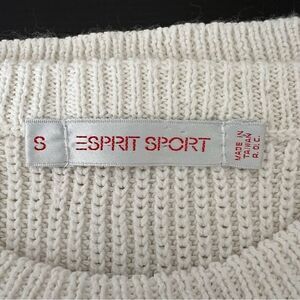 S
ESPRIT SPORT
MADE IN
TAIWAN
R.O.C.